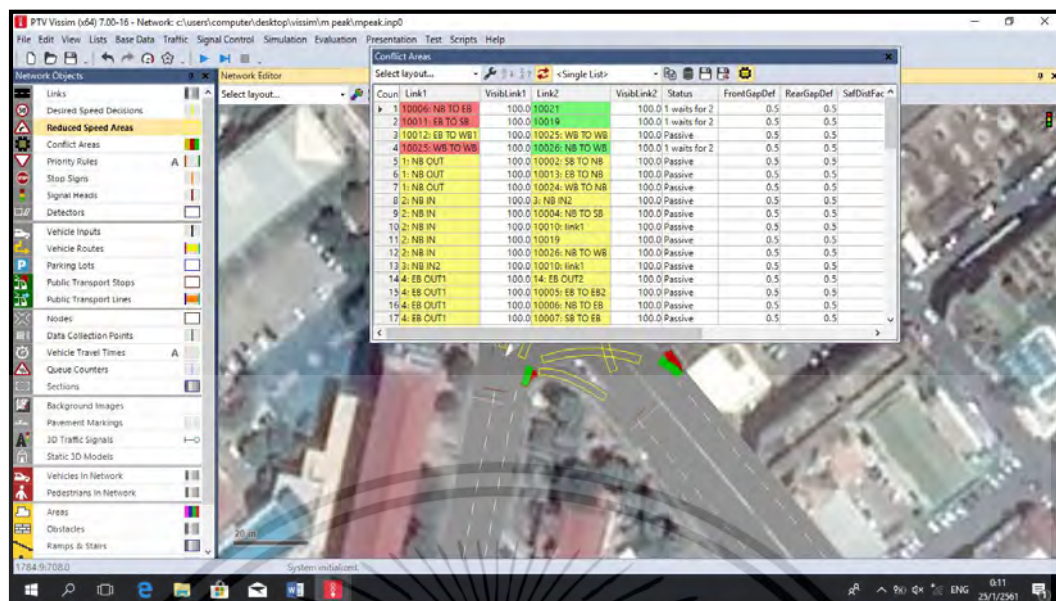 PTV Vissim (x64) 7.00-16 - Network: c:\users\computer\desktop\vissim\m peak\mpeak.inp0
File Edit View Lists Base Data Traffic Signal Control Simulation Evaluation Presentation Test Scripts Help
Network Objects
Links
Desired Speed Decisions
Reduced Speed Areas
Conflict Areas
Priority Rules A
Stop Signs
Signal Heads
Detectors
Vehicle Inputs
Vehicle Routes
Parking Lots
Public Transport Stops
Public Transport Lines
Nodes
Data Collection Points
Vehicle Travel Times A
Queue Counters
Sections
Background Images
Pavement Markings
3D Traffic Signals
Static 3D Models
Vehicles In Network
Pedestrians In Network
Areas
Obstacles
Ramps & Stairs
Network Editor
Select layout...
Conflict Areas
Select layout... <Single List>
Coun Link1 VisibLink1 Link2 VisibLink2 Status FrontGapDef RearGapDef SafDistFac
1 10006: NB TO EB 100.0 10021 100.0 1 waits for 2 0.5 0.5
2 10011: EB TO SB 100.0 10019 100.0 1 waits for 2 0.5 0.5
3 10012: EB TO WB1 100.0 10025: WB TO WB 100.0 Passive 0.5 0.5
4 10025: WB TO WB 100.0 10026: NB TO WB 100.0 1 waits for 2 0.5 0.5
5 1: NB OUT 100.0 10002: SB TO NB 100.0 Passive 0.5 0.5
6 1: NB OUT 100.0 10013: EB TO NB 100.0 Passive 0.5 0.5
7 1: NB OUT 100.0 10024: WB TO NB 100.0 Passive 0.5 0.5
8 2: NB IN 100.0 3: NB IN2 100.0 Passive 0.5 0.5
9 2: NB IN 100.0 10004: NB TO SB 100.0 Passive 0.5 0.5
10 2: NB IN 100.0 10010: link1 100.0 Passive 0.5 0.5
11 2: NB IN 100.0 10019 100.0 Passive 0.5 0.5
12 2: NB IN 100.0 10026: NB TO WB 100.0 Passive 0.5 0.5
13 3: NB IN2 100.0 10010: link1 100.0 Passive 0.5 0.5
14 4: EB OUT1 100.0 14: EB OUT2 100.0 Passive 0.5 0.5
15 4: EB OUT1 100.0 10005: EB TO EB2 100.0 Passive 0.5 0.5
16 4: EB OUT1 100.0 10006: NB TO EB 100.0 Passive 0.5 0.5
17 4: EB OUT1 100.0 10007: SB TO EB 100.0 Passive 0.5 0.5
20 m
1784.9:708.0 System initialized.
ENG
0:11
25/1/2561